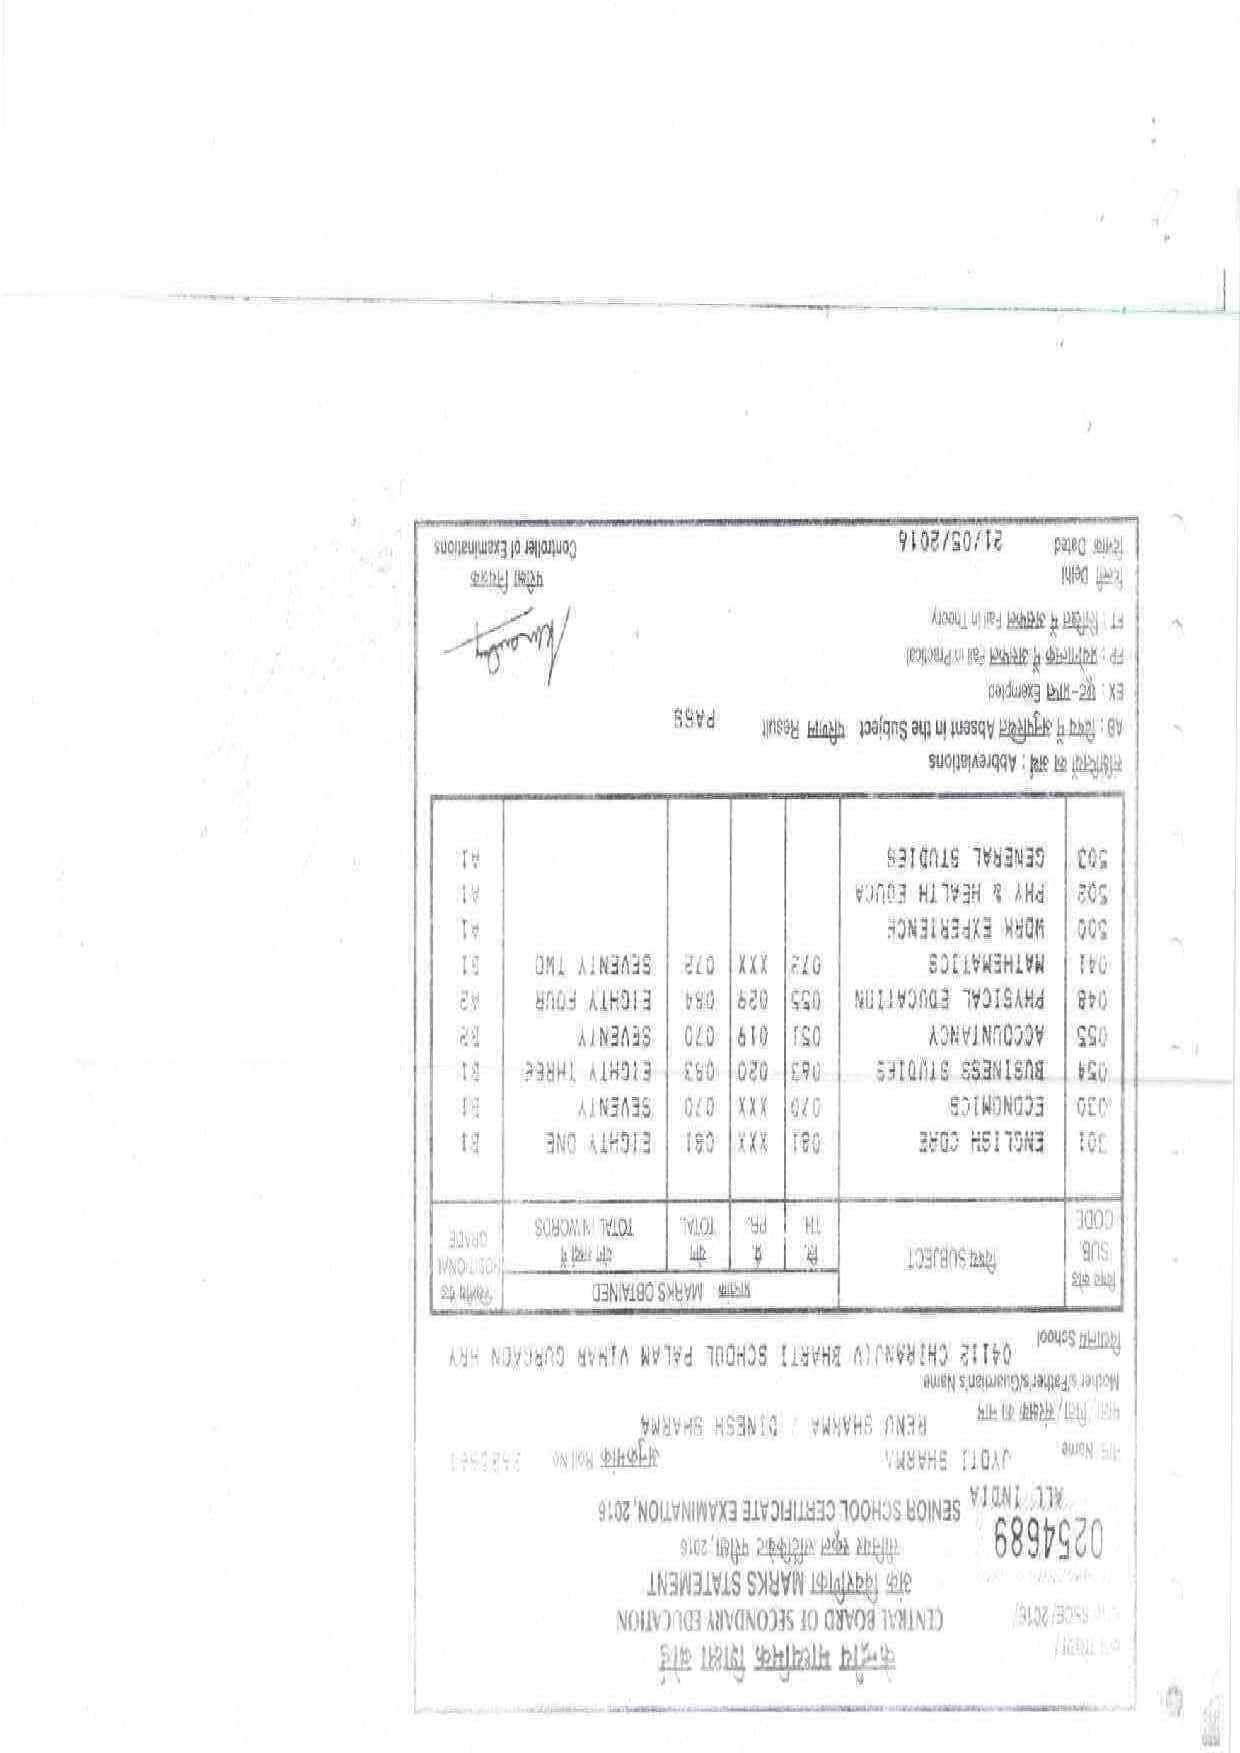 केन्द्रीय माध्यमिक शिक्षा बोर्ड
CENTRAL BOARD OF SECONDARY EDUCATION
SSCE/2016/
अंक विवरणिका MARKS STATEMENT
0254689
सीनियर स्कूल सर्टिफिकेट परीक्षा, 2016
SENIOR SCHOOL CERTIFICATE EXAMINATION, 2016
ALL INDIA
नाम Name JYOTI SHARMA अनुक्रमांक Roll No
माता/पिता/संरक्षक का नाम RENU SHARMA / DINESH SHARMA
Mother's/Father's/Guardian's Name
विद्यालय School 04112 CHIRANJIV BHARTI SCHOOL PALAM VIHAR GURGAON HRY
विषय कोड SUB. CODE विषय SUBJECT प्राप्तांक MARKS OBTAINED
लि. TH. प्रै. PR. योग TOTAL योग शब्दों में TOTAL IN WORDS स्थानीय ग्रेड POSITIONAL GRADE
301 ENGLISH CORE 081 XXX 081 EIGHTY ONE B1
030 ECONOMICS 070 XXX 070 SEVENTY B1
054 BUSINESS STUDIES 063 020 083 EIGHTY THREE B1
055 ACCOUNTANCY 051 019 070 SEVENTY B2
048 PHYSICAL EDUCATION 055 029 084 EIGHTY FOUR A2
041 MATHEMATICS 072 XXX 072 SEVENTY TWO B1
500 WORK EXPERIENCE A1
502 PHY & HEALTH EDUCA A1
503 GENERAL STUDIES A1
संक्षिप्तियों का अर्थ : Abbreviations
AB : विषय में अनुपस्थित Absent in the Subject परिणाम Result PASS
EX : छूट-प्राप्त Exempted
FP : प्रयोगात्मक में असफल Fail in Practical
FT : लिखित में असफल Fail in Theory
दिल्ली Delhi परीक्षा नियंत्रक
दिनांक Dated 21/05/2016 Controller of Examinations